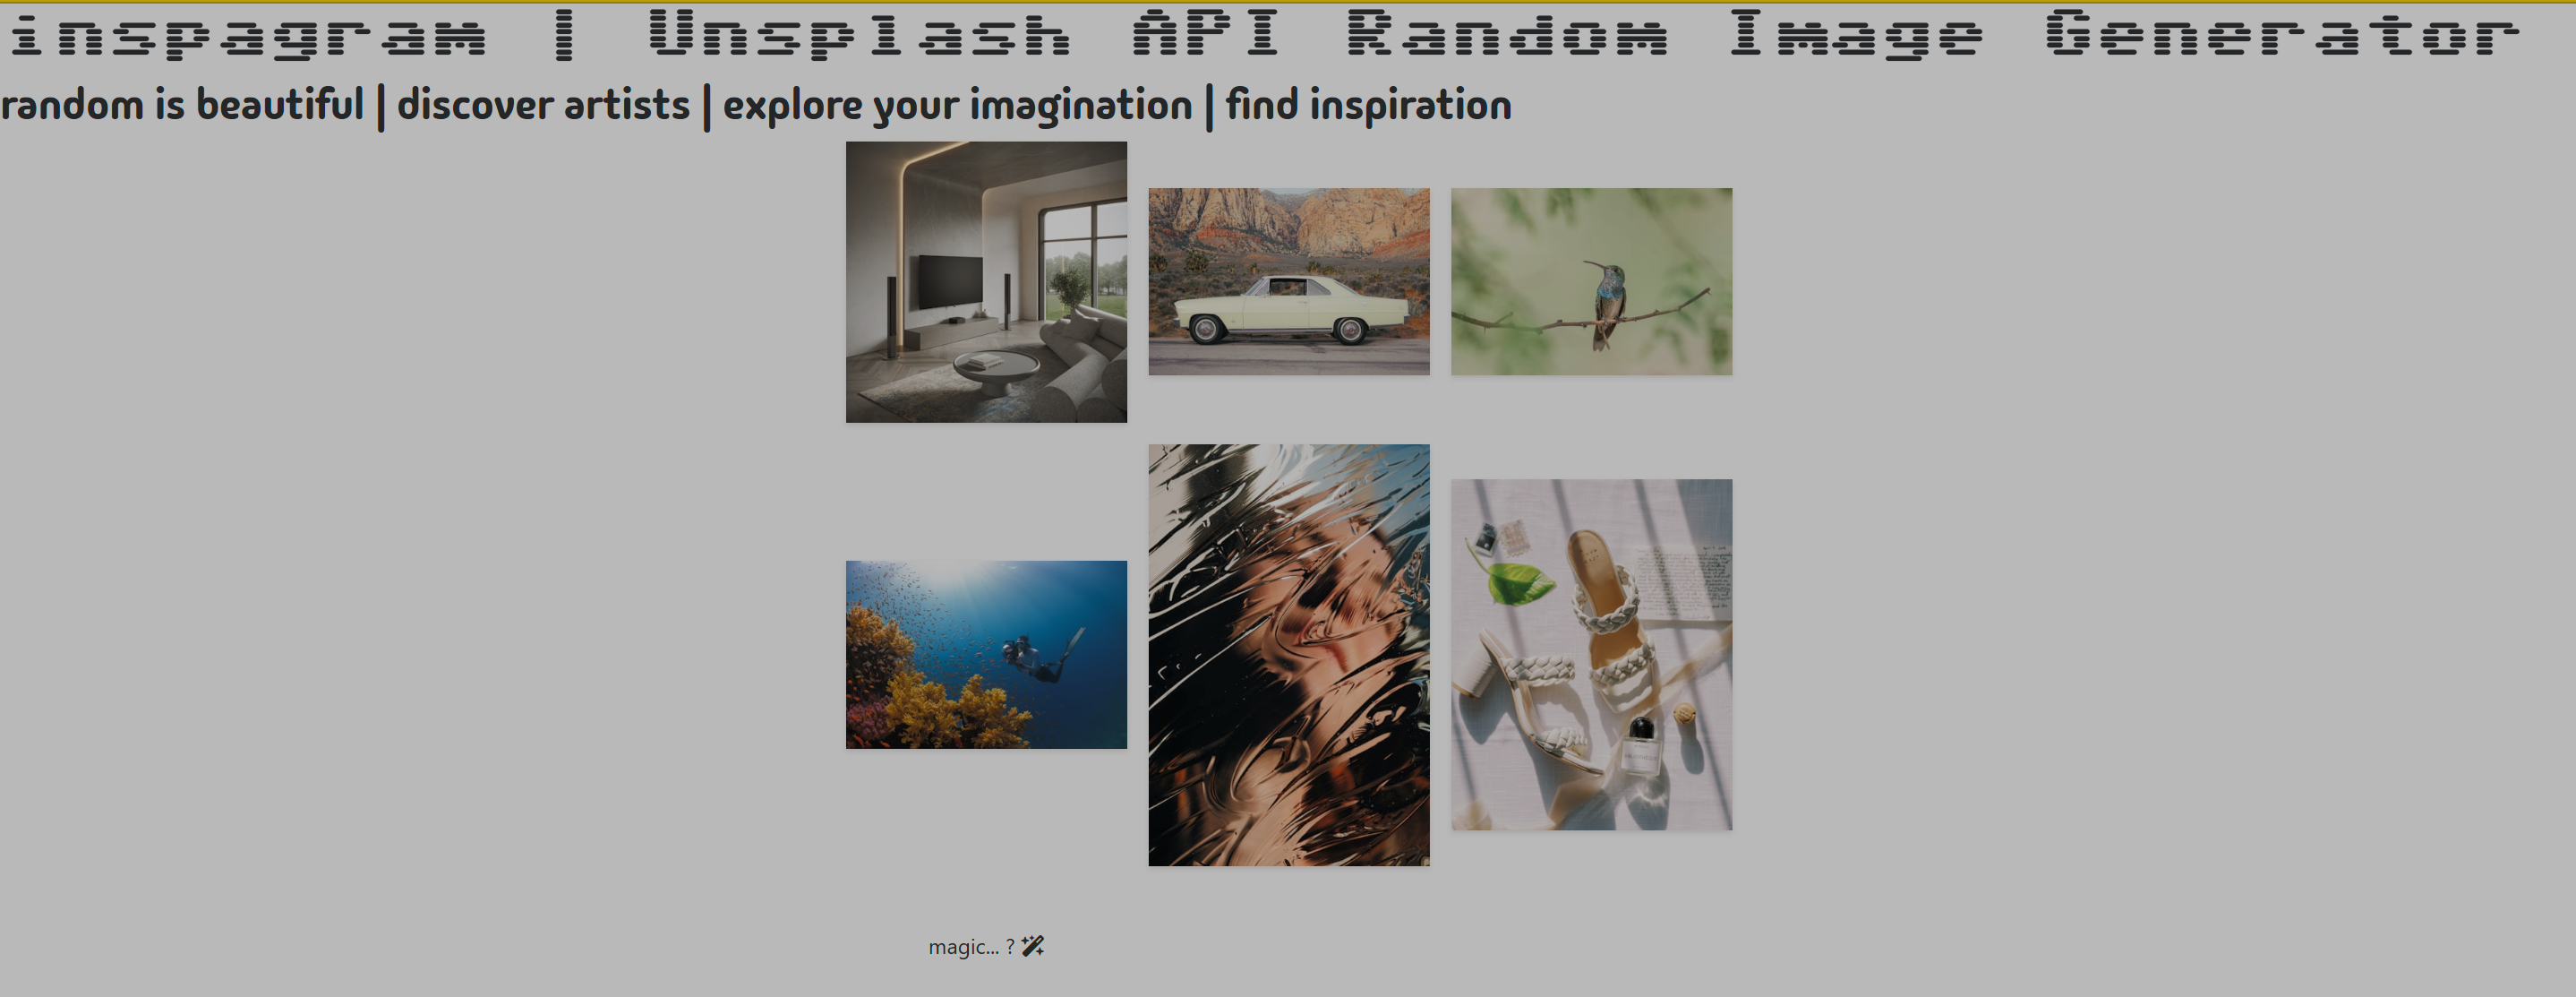 inspagram | Unsplash API Random Image Generator
random is beautiful | discover artists | explore your imagination | find inspiration
magic... ?